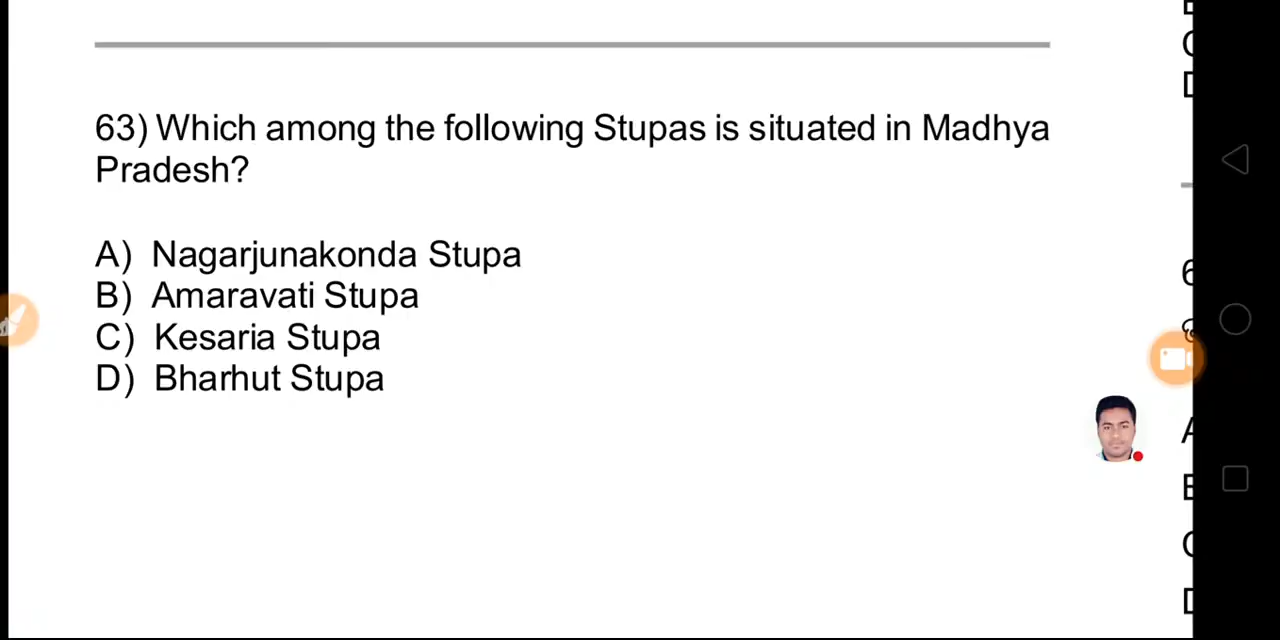 63) Which among the following Stupas is situated in Madhya
Pradesh?
A) Nagarjunakonda Stupa
B) Amaravati Stupa
C) Kesaria Stupa
D) Bharhut Stupa